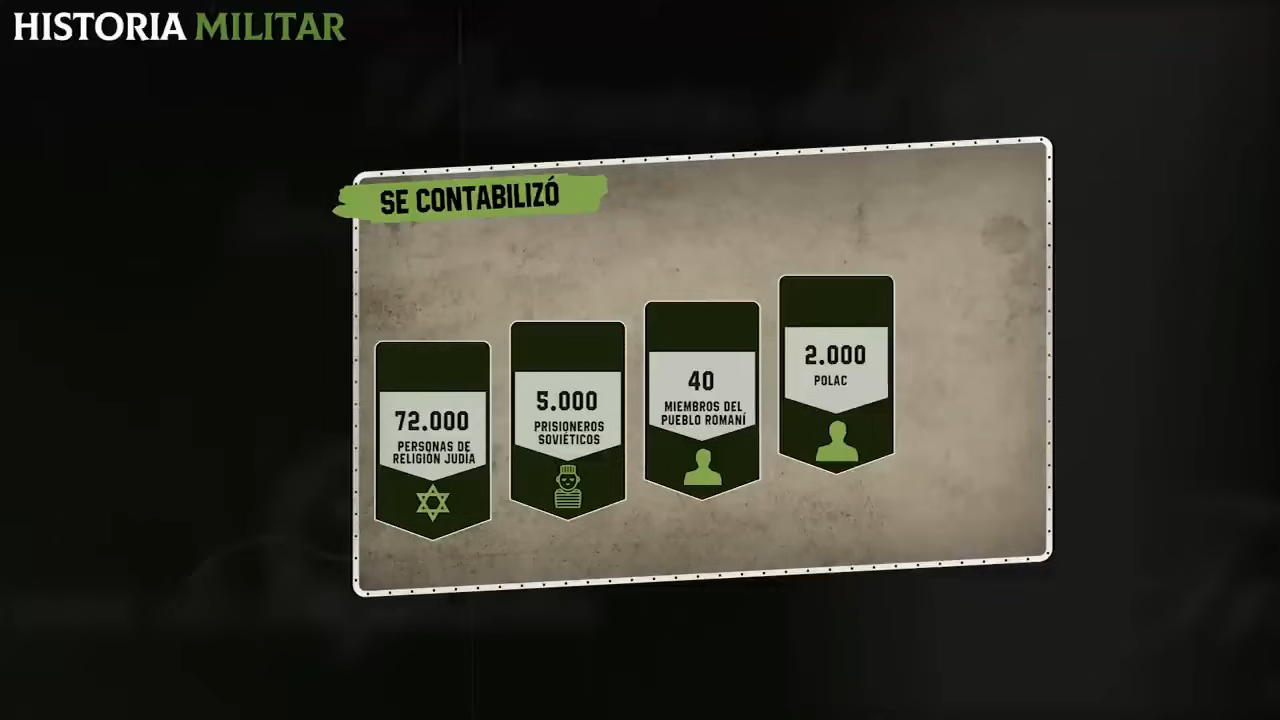 HISTORIA MILITAR
SE CONTABILIZÓ
72.000
PERSONAS DE
RELIGIÓN JUDÍA
5.000
PRISIONEROS
SOVIÉTICOS
40
MIEMBROS DEL
PUEBLO ROMANÍ
2.000
POLAC